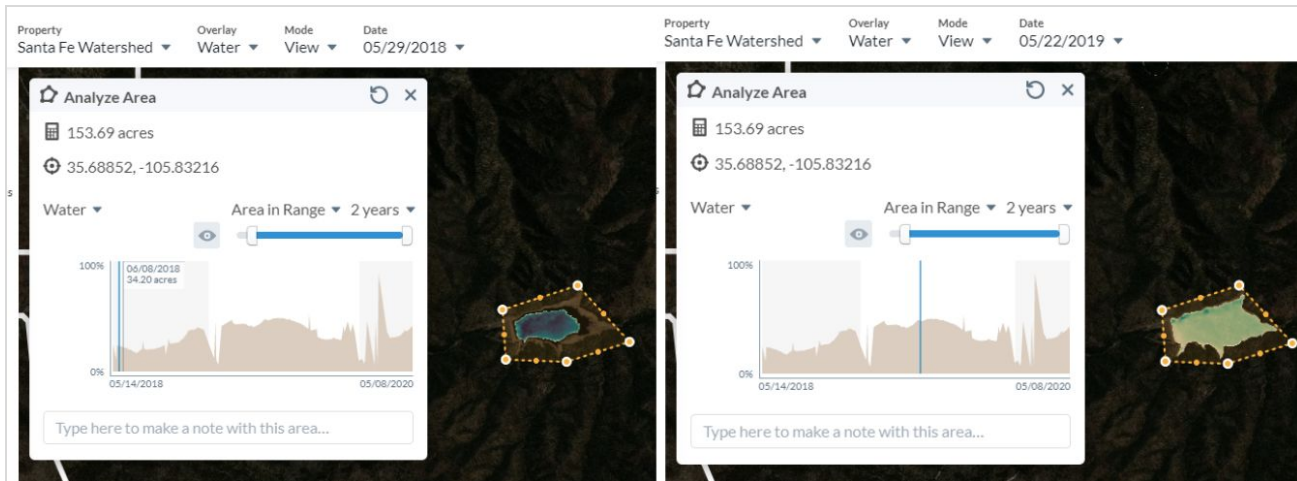 Property Overlay Mode Date
Santa Fe Watershed Water View 05/29/2018
Analyze Area
153.69 acres
35.68852, -105.83216
s
Water Area in Range 2 years
100%
06/08/2018
34.20 acres
0%
05/14/2018 05/08/2020
Type here to make a note with this area...
Property Overlay Mode Date
Santa Fe Watershed Water View 05/22/2019
Analyze Area
153.69 acres
35.68852, -105.83216
s
Water Area in Range 2 years
100%
0%
05/14/2018 05/08/2020
Type here to make a note with this area...